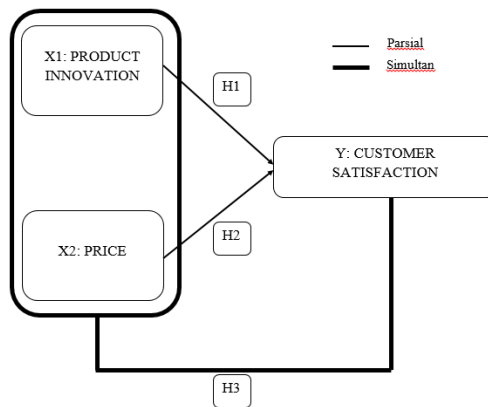 X1: PRODUCT
INNOVATION
Parsial
Simultan
H1
Y: CUSTOMER
SATISFACTION
X2: PRICE
H2
H3